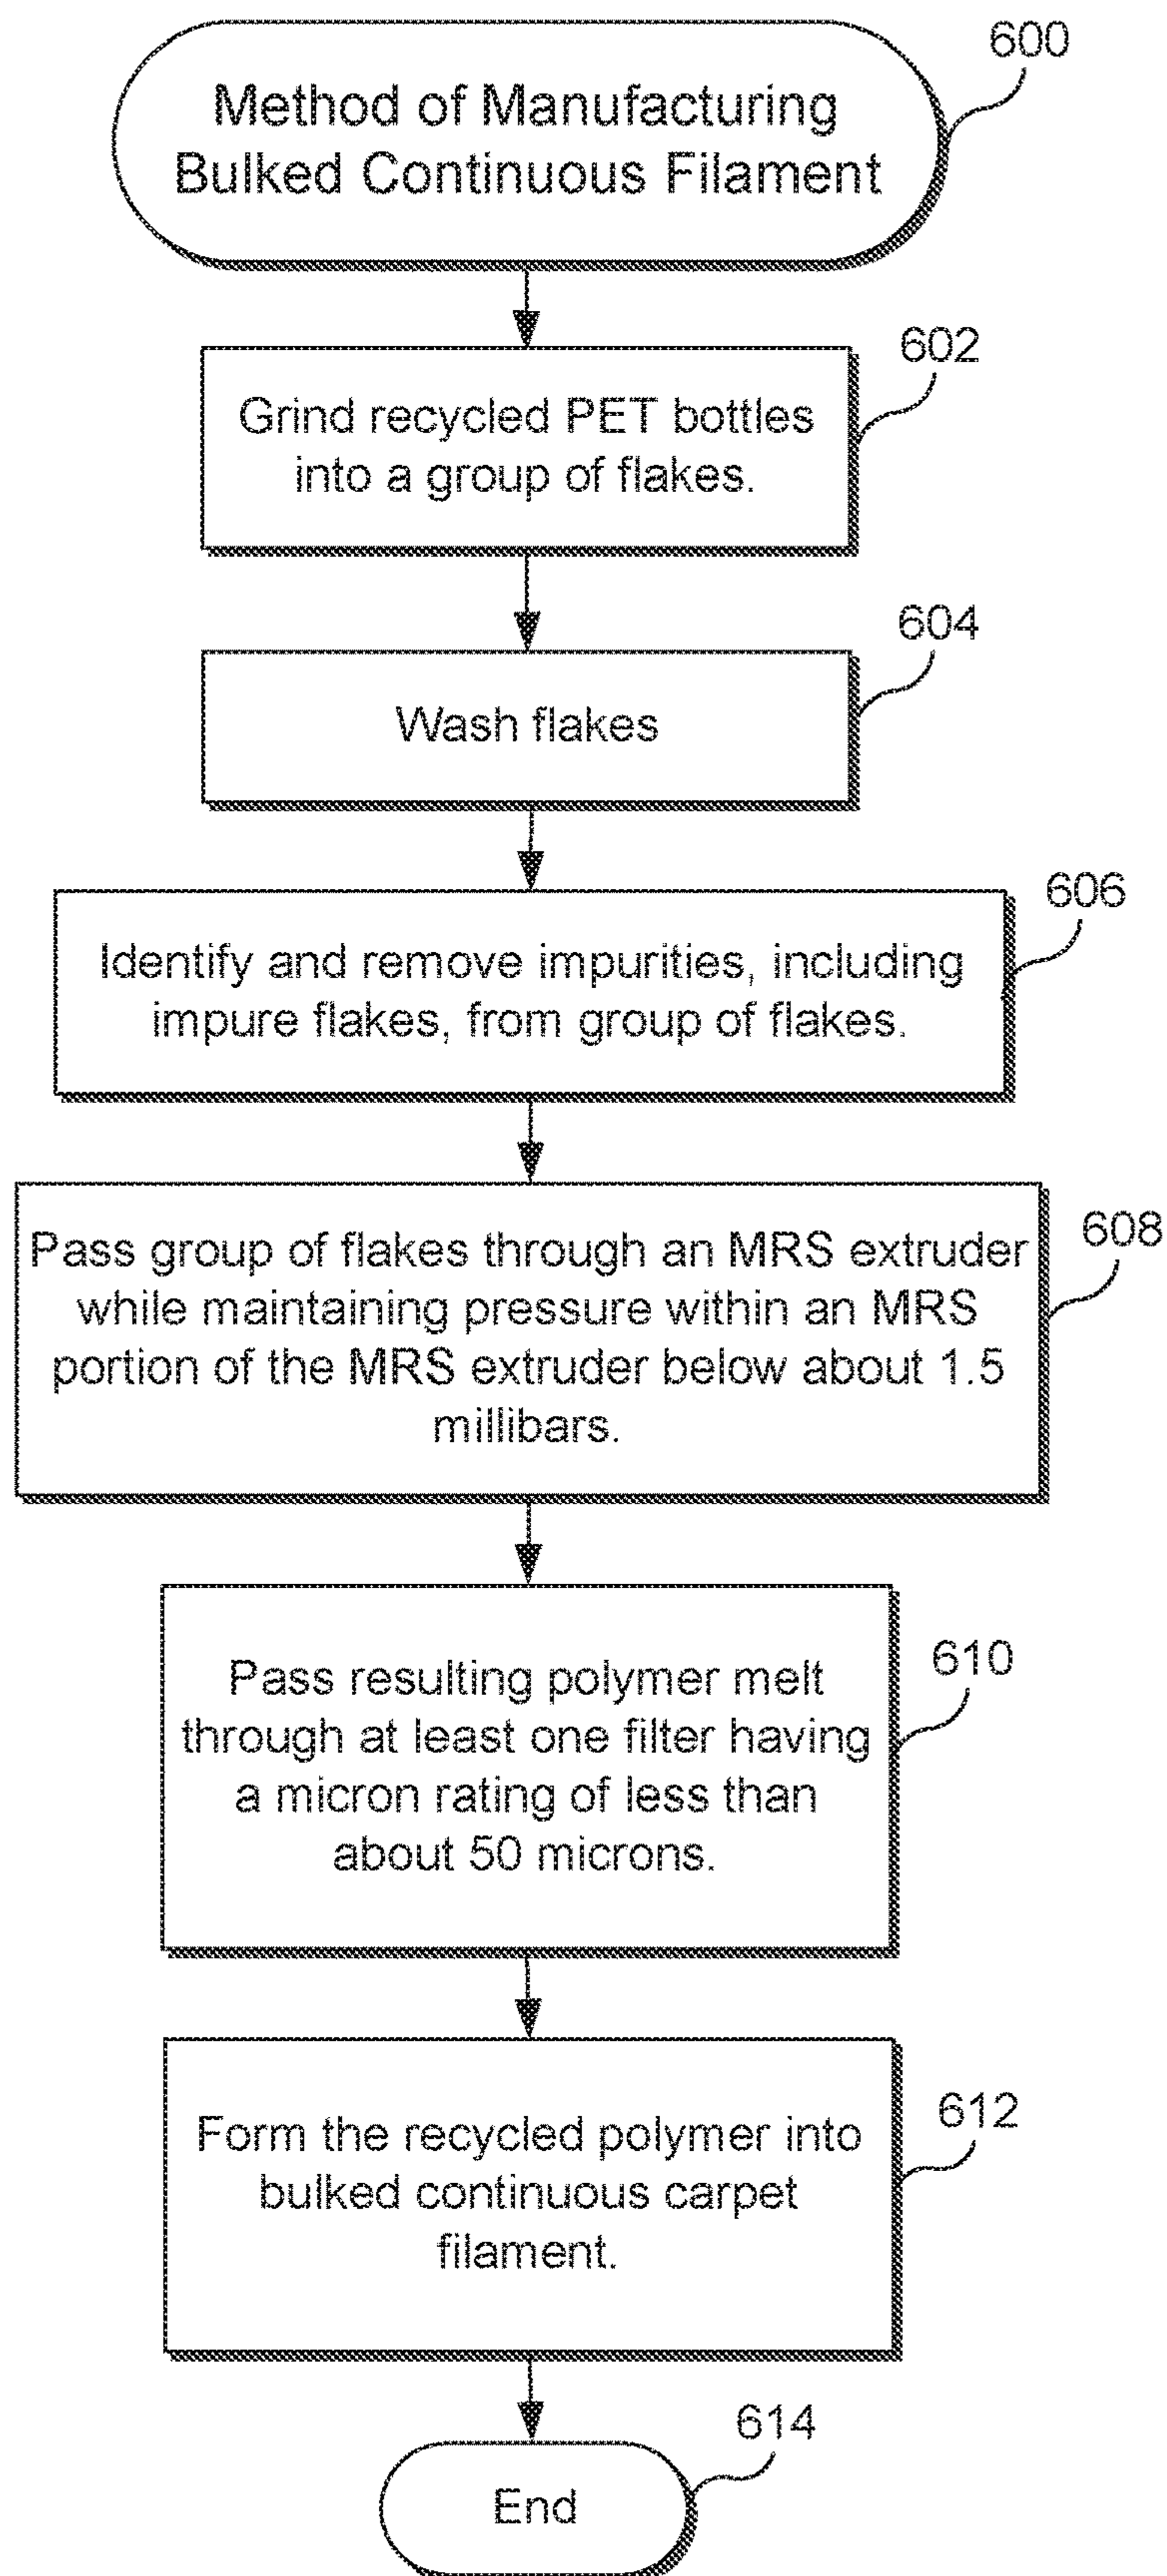 600
Method of Manufacturing
Bulked Continuous Filament
602
Grind recycled PET bottles
into a group of flakes.
604
Wash flakes
606
Identify and remove impurities, including
impure flakes, from group of flakes.
608
Pass group of flakes through an MRS extruder
while maintaining pressure within an MRS
portion of the MRS extruder below about 1.5
millibars.
610
Pass resulting polymer melt
through at least one filter having
a micron rating of less than
about 50 microns.
612
Form the recycled polymer into
bulked continuous carpet
filament.
614
End